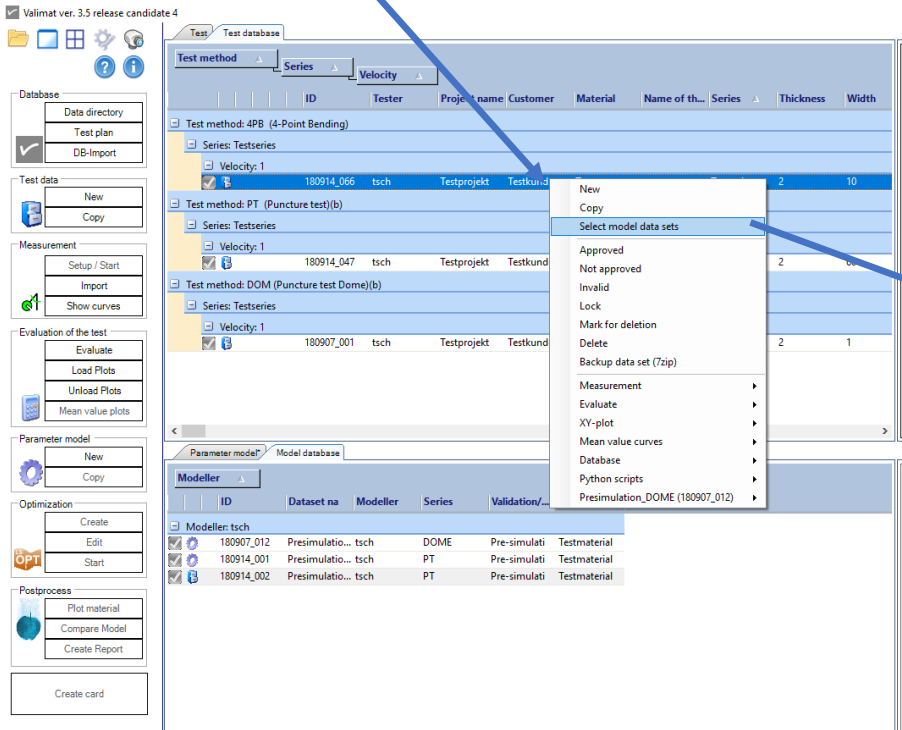 Valimat ver. 3.5 release candidate 4
Test
Test database
Test method
Series
Velocity
ID Tester Project name Customer Material Name of th... Series Thickness Width
Test method: 4PB (4-Point Bending)
Series: Testseries
Velocity: 1
180914_066 tsch Testprojekt Testkund 2 10
Test method: PT (Puncture test)(b)
Series: Testseries
Velocity: 1
180914_047 tsch Testprojekt Testkund 2
Test method: DOM (Puncture test Dome)(b)
Series: Testseries
Velocity: 1
180907_001 tsch Testprojekt Testkund 2 1
New
Copy
Select model data sets
Approved
Not approved
Invalid
Lock
Mark for deletion
Delete
Backup data set (7zip)
Measurement
Evaluate
XY-plot
Mean value curves
Database
Python scripts
Presimulation_DOME (180907_012)
Database
Data directory
Test plan
DB-Import
Test data
New
Copy
Measurement
Setup / Start
Import
Show curves
Evaluation of the test
Evaluate
Load Plots
Unload Plots
Mean value plots
Parameter model
New
Copy
Optimization
Create
Edit
OPT
Start
Postprocess
Plot material
Compare Model
Create Report
Create card
Parameter model*
Model database
Modeller
ID Dataset na Modeller Series Validation/...
Modeller: tsch
180907_012 Presimulatio... tsch DOME Pre-simulati Testmaterial
180914_001 Presimulatio... tsch PT Pre-simulati Testmaterial
180914_002 Presimulatio... tsch PT Pre-simulati Testmaterial